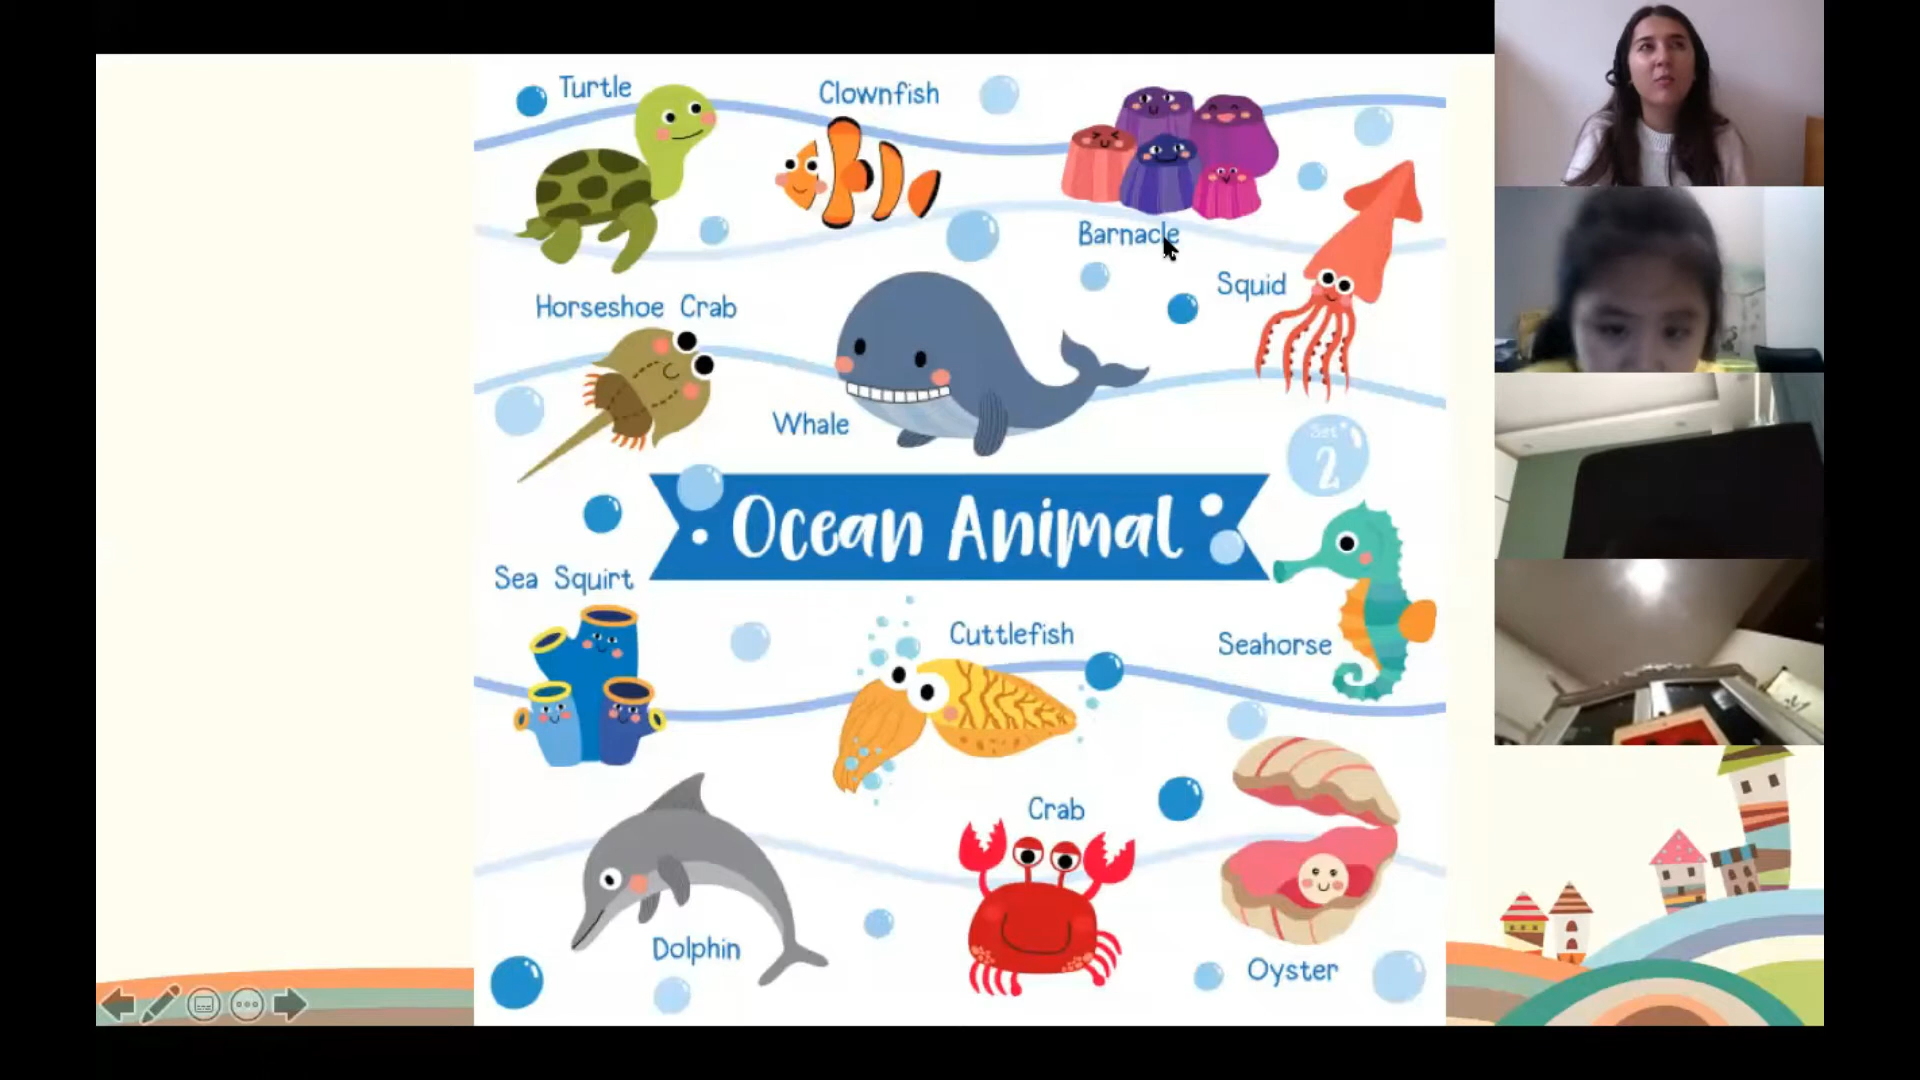 Turtle
Clownfish
Barnacle
Squid
Horseshoe Crab
Whale
Set
2
Ocean Animal
Sea Squirt
Cuttlefish
Seahorse
Crab
Dolphin
Oyster